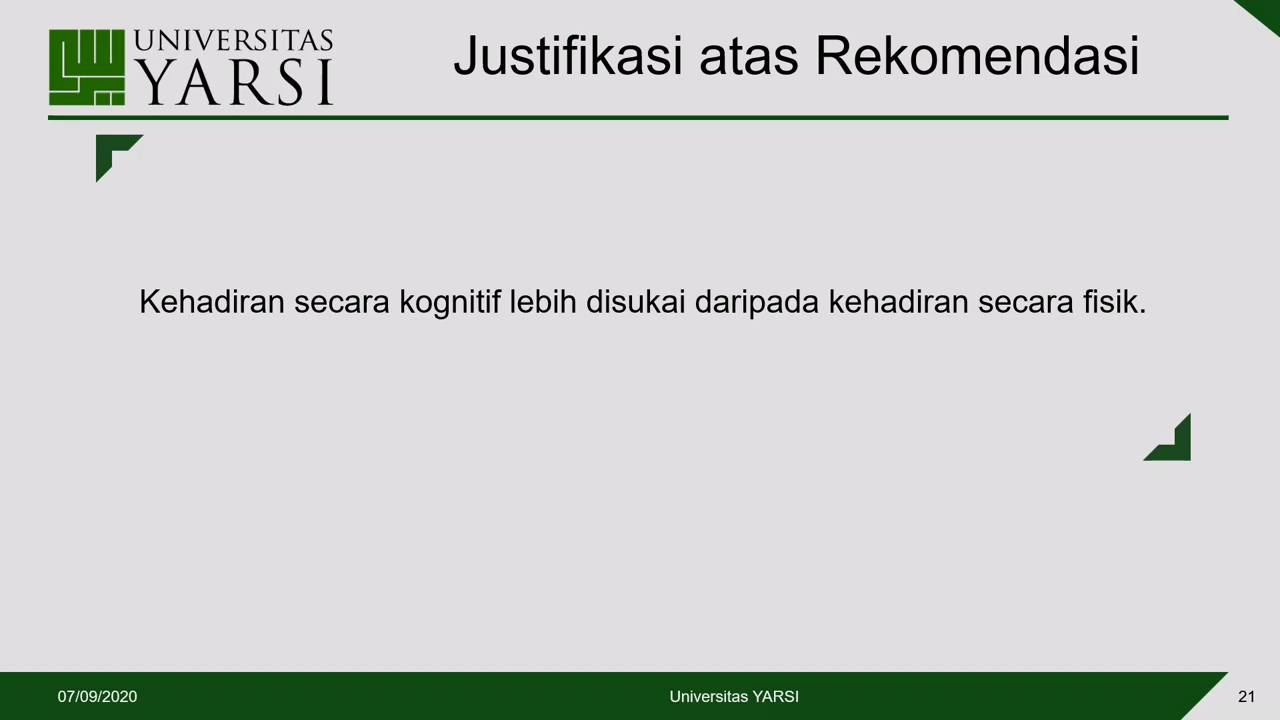 UNIVERSITAS
YARSI
Justifikasi atas Rekomendasi
Kehadiran secara kognitif lebih disukai daripada kehadiran secara fisik.
07/09/2020
Universitas YARSI
21